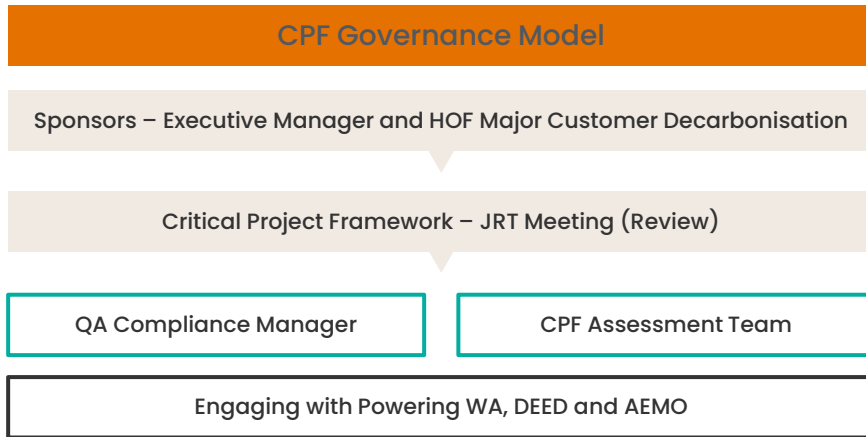 CPF Governance Model
Sponsors – Executive Manager and HOF Major Customer Decarbonisation
Critical Project Framework – JRT Meeting (Review)
QA Compliance Manager
CPF Assessment Team
Engaging with Powering WA, DEED and AEMO